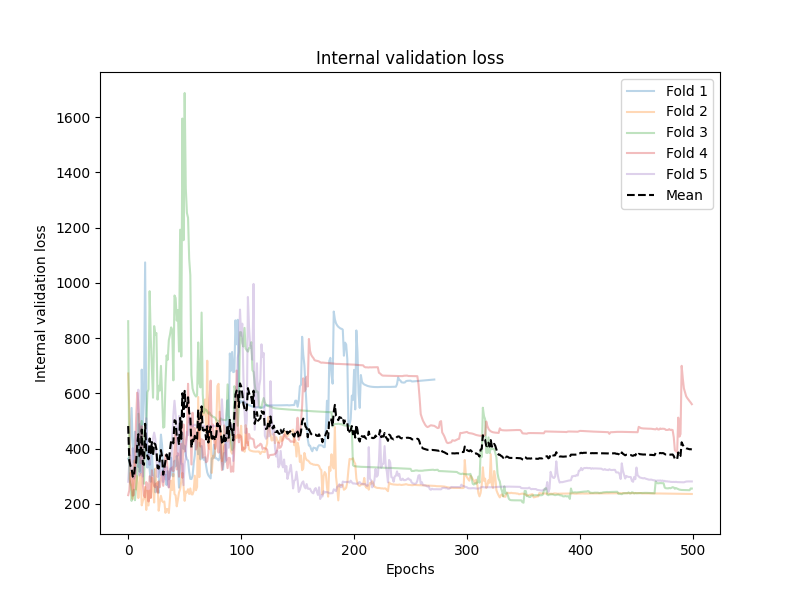 Internal validation loss
Internal validation loss
1600
1400
1200
1000
800
600
400
200
0
100
200
300
400
500
Epochs
Fold 1
Fold 2
Fold 3
Fold 4
Fold 5
Mean